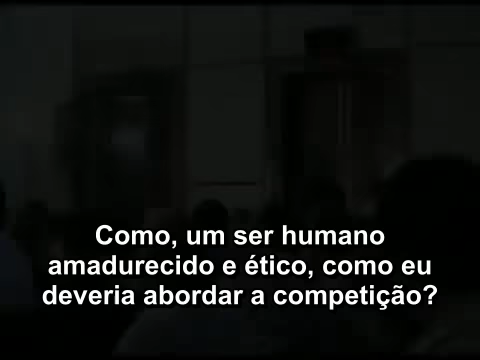 Como, um ser humano
amadurecido e ético, como eu
deveria abordar a competição?